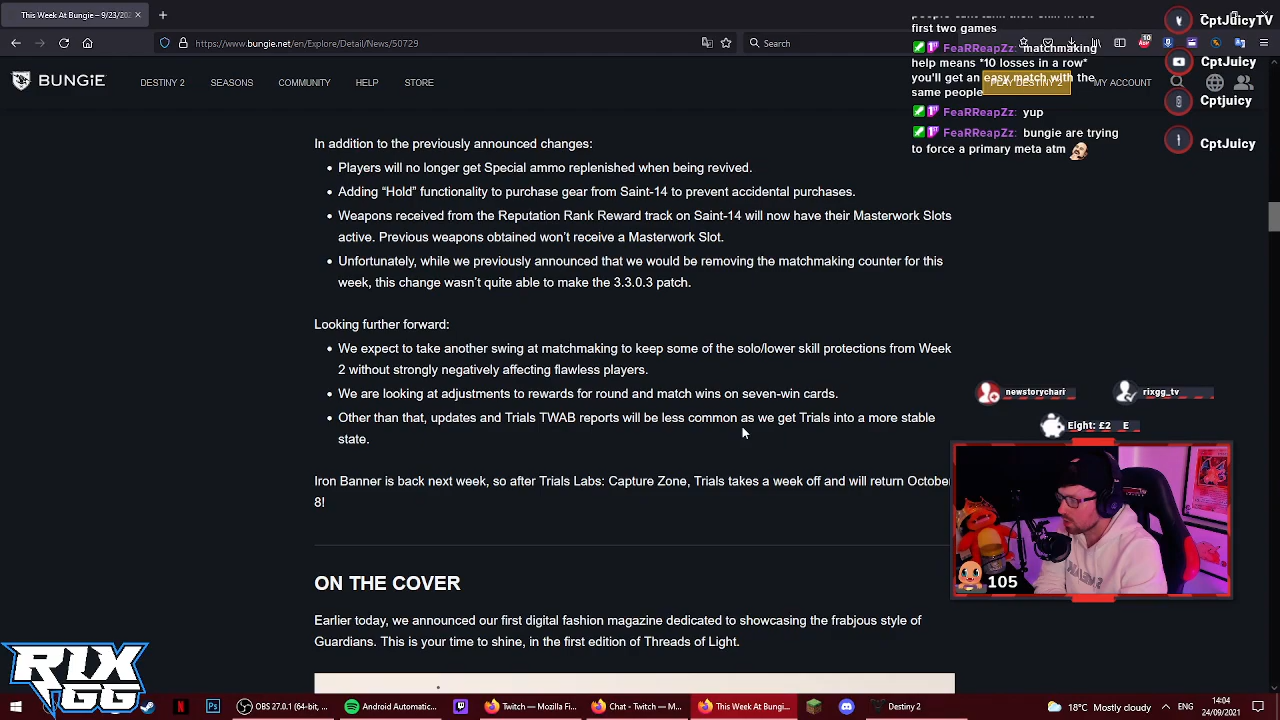 This Week At Bungie – 9/23/202
https://www.bungie.net/en/Explore/Detail/News/50729
Search
BUNGiE
DESTINY 2
SEASONS
COMMUNITY
HELP
STORE
PLAY DESTINY 2
MY ACCOUNT
first two games
FeaRReapZz: matchmaking
help means *10 losses in a row*
you'll get an easy match with the
same people
FeaRReapZz: yup
FeaRReapZz: bungie are trying
to force a primary meta atm
CptJUicyTV
CptJUicy
Cptjuicy
CptJuicy
In addition to the previously announced changes:
Players will no longer get Special ammo replenished when being revived.
Adding “Hold” functionality to purchase gear from Saint-14 to prevent accidental purchases.
Weapons received from the Reputation Rank Reward track on Saint-14 will now have their Masterwork Slots
active. Previous weapons obtained won’t receive a Masterwork Slot.
Unfortunately, while we previously announced that we would be removing the matchmaking counter for this
week, this change wasn’t quite able to make the 3.3.0.3 patch.
Looking further forward:
We expect to take another swing at matchmaking to keep some of the solo/lower skill protections from Week
2 without strongly negatively affecting flawless players.
We are looking at adjustments to rewards for round and match wins on seven-win cards.
Other than that, updates and Trials TWAB reports will be less common as we get Trials into a more stable
state.
Iron Banner is back next week, so after Trials Labs: Capture Zone, Trials takes a week off and will return October
8!
ON THE COVER
Earlier today, we announced our first digital fashion magazine dedicated to showcasing the frabjous style of
Guardians. This is your time to shine, in the first edition of Threads of Light.
newstorychari
rixgg_tv
Eight: £2 E
105
RIX
GG
OBS 27.0.1 (64-bit, ...
Android Automatic...
Twitch — Mozilla F...
Chat - Twitch — M...
This Week At Bungi...
Destiny 2
18°C Mostly cloudy
14:04
24/09/2021